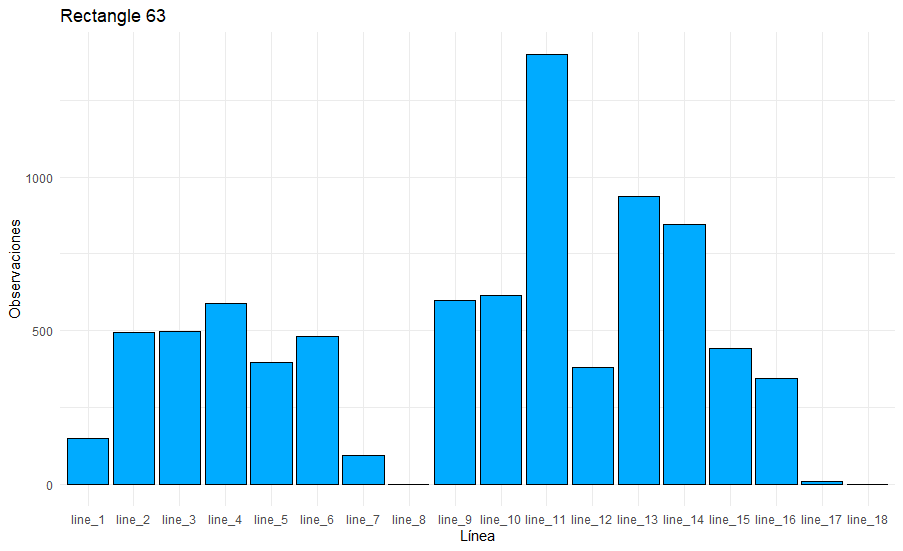 Rectangle 63
Observaciones
1000
500
0
line_1 line_2 line_3 line_4 line_5 line_6 line_7 line_8 line_9 line_10 line_11 line_12 line_13 line_14 line_15 line_16 line_17 line_18
Línea